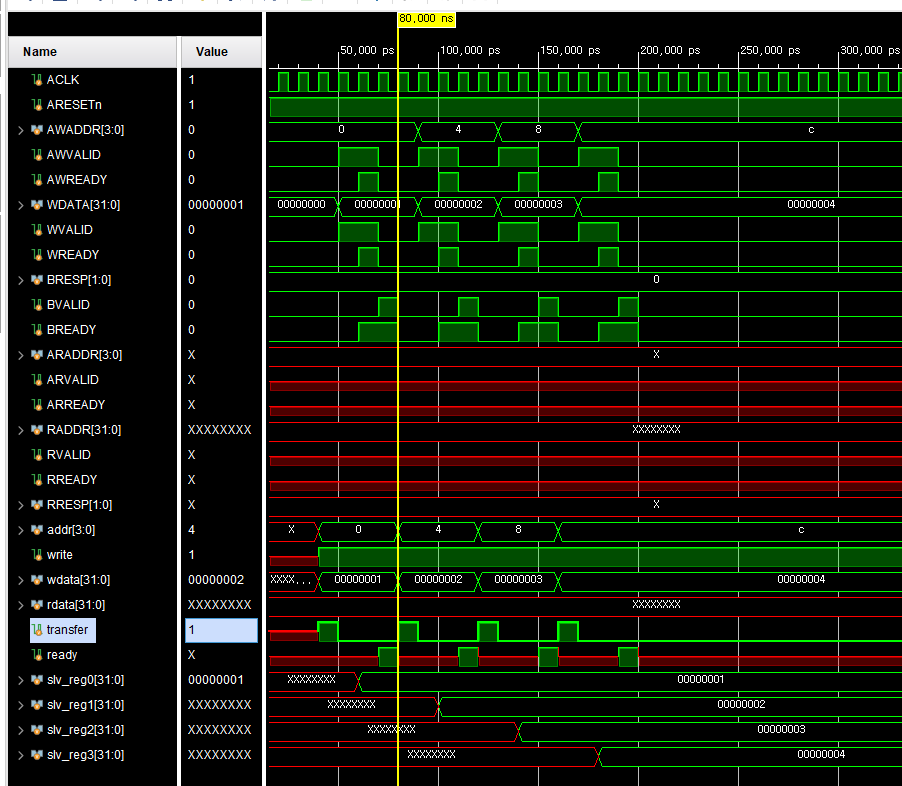 80,000 ns
Name Value
50,000 ps 100,000 ps 150,000 ps 200,000 ps 250,000 ps 300,000 ps
ACLK 1
ARESETn 1
AWADDR[3:0] 0 0 4 8 c
AWVALID 0
AWREADY 0
WDATA[31:0] 00000001 00000000 00000001 00000002 00000003 00000004
WVALID 0
WREADY 0
BRESP[1:0] 0 0
BVALID 0
BREADY 0
ARADDR[3:0] X X
ARVALID X
ARREADY X
RADDR[31:0] XXXXXXXX XXXXXXXX
RVALID X
RREADY X
RRESP[1:0] X X
addr[3:0] 4 X 0 4 8 c
write 1
wdata[31:0] 00000002 XXXX... 00000001 00000002 00000003 00000004
rdata[31:0] XXXXXXXX XXXXXXXX
transfer 1
ready X
slv_reg0[31:0] 00000001 XXXXXXXX 00000001
slv_reg1[31:0] XXXXXXXX XXXXXXXX 00000002
slv_reg2[31:0] XXXXXXXX XXXXXXXX 00000003
slv_reg3[31:0] XXXXXXXX XXXXXXXX 00000004